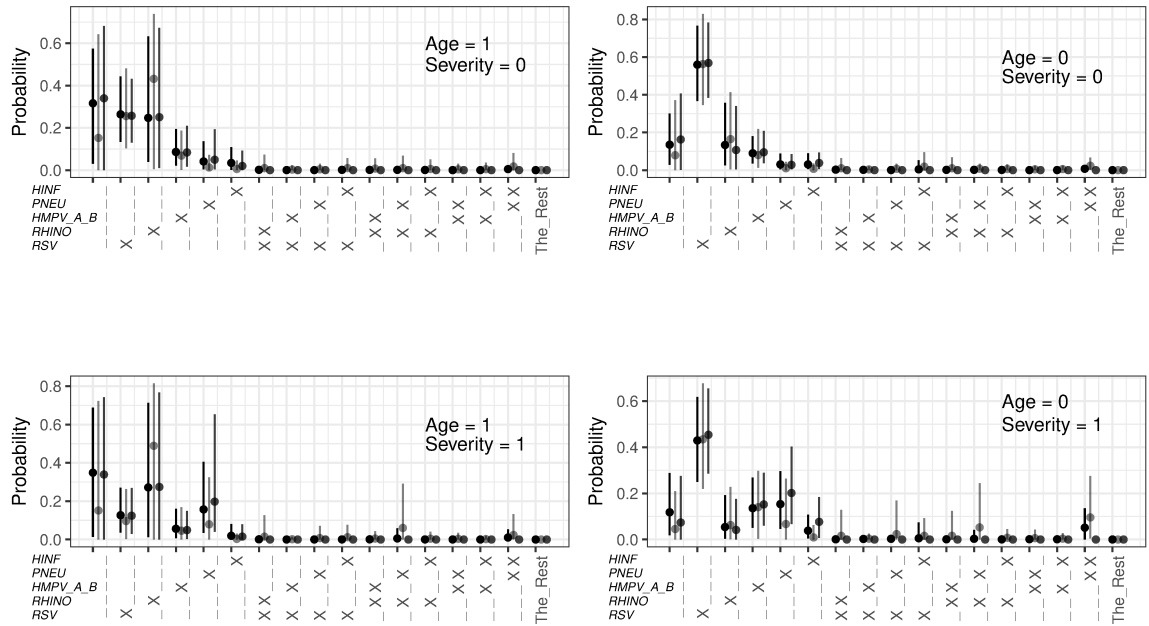 Probability
0.6
0.4
0.2
0.0
Age = 1
Severity = 0
HINF
PNEU
HMPV_A_B
RHINO
RSV
The_Rest
Probability
0.8
0.6
0.4
0.2
0.0
Age = 0
Severity = 0
HINF
PNEU
HMPV_A_B
RHINO
RSV
The_Rest
Probability
0.8
0.6
0.4
0.2
0.0
Age = 1
Severity = 1
HINF
PNEU
HMPV_A_B
RHINO
RSV
The_Rest
Probability
0.6
0.4
0.2
0.0
Age = 0
Severity = 1
HINF
PNEU
HMPV_A_B
RHINO
RSV
The_Rest